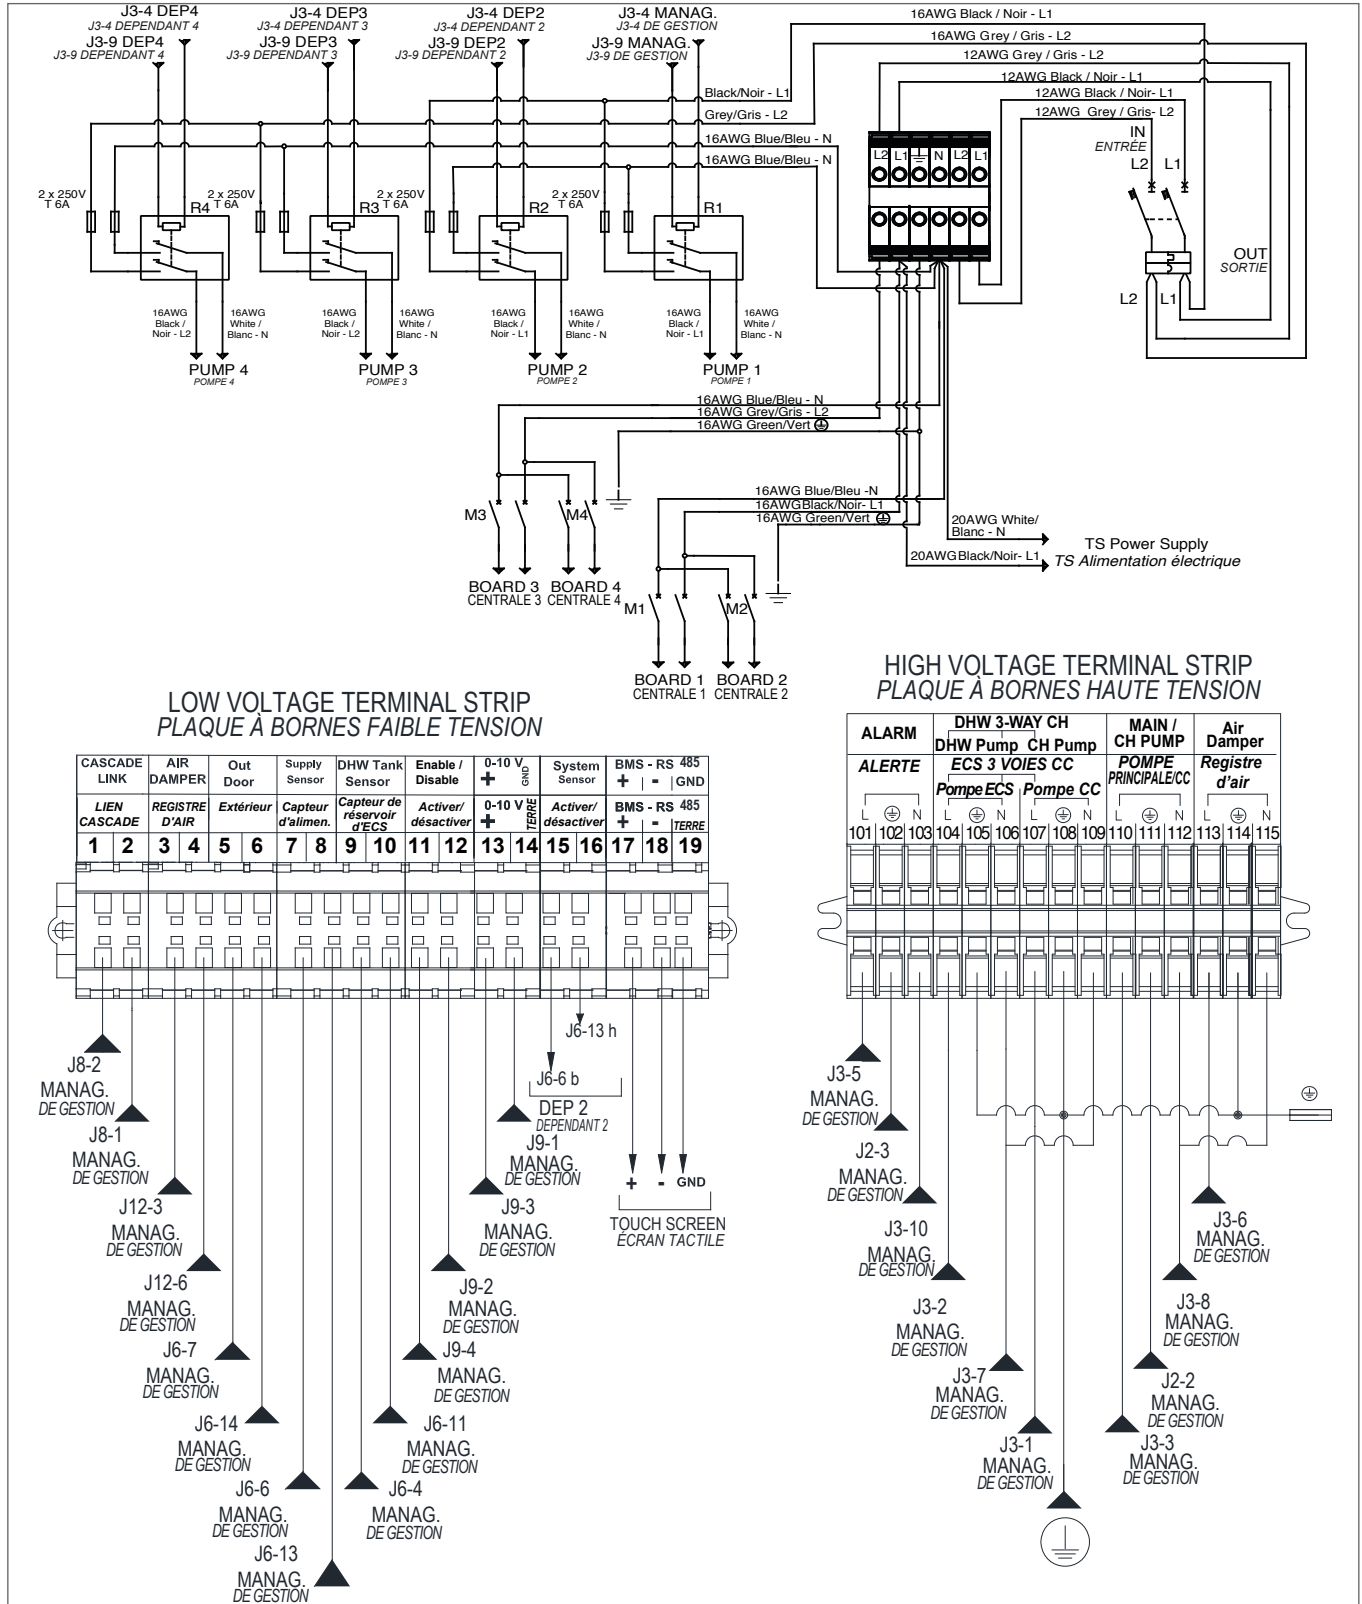 J3-4 DEP4
J3-4 DEPENDANT 4
J3-9 DEP4
J3-9 DEPENDANT 4
J3-4 DEP3
J3-4 DEPENDANT 3
J3-9 DEP3
J3-9 DEPENDANT 3
J3-4 DEP2
J3-4 DEPENDANT 2
J3-9 DEP2
J3-9 DEPENDANT 2
J3-4 MANAG.
J3-4 DE GESTION
J3-9 MANAG.
J3-9 DE GESTION
16AWG Black / Noir - L1
16AWG Grey / Gris - L2
12AWG Grey / Gris - L2
12AWG Black / Noir - L1
12AWG Black / Noir- L1
12AWG Grey / Gris- L2
Black/Noir - L1
Grey/Gris - L2
16AWG Blue/Bleu - N
16AWG Blue/Bleu - N
IN
ENTRÉE
L2 L1
L2 L1 N L2 L1
OUT
SORTIE
L2 L1
2 x 250V
T 6A
R4
2 x 250V
T 6A
R3
2 x 250V
T 6A
R2
2 x 250V
T 6A
R1
16AWG
Black /
Noir - L2
16AWG
White /
Blanc - N
16AWG
Black /
Noir - L2
16AWG
White /
Blanc - N
16AWG
Black /
Noir - L1
16AWG
White /
Blanc - N
16AWG
Black /
Noir - L1
16AWG
White /
Blanc - N
PUMP 4
POMPE 4
PUMP 3
POMPE 3
PUMP 2
POMPE 2
PUMP 1
POMPE 1
16AWG Blue/Bleu - N
16AWG Grey/Gris - L2
16AWG Green/Vert
M3
M4
BOARD 3
CENTRALE 3
BOARD 4
CENTRALE 4
16AWG Blue/Bleu -N
16AWG Black/Noir- L1
16AWG Green/Vert
20AWG White/
Blanc - N
20AWG Black/Noir- L1
TS Power Supply
TS Alimentation électrique
M1
M2
BOARD 1
CENTRALE 1
BOARD 2
CENTRALE 2
LOW VOLTAGE TERMINAL STRIP
PLAQUE À BORNES FAIBLE TENSION
CASCADE
LINK
AIR
DAMPER
Out
Door
Supply
Sensor
DHW Tank
Sensor
Enable /
Disable
0-10 V
+ GND
System
Sensor
BMS - RS 485
+ - GND
LIEN
CASCADE
REGISTRE
D'AIR
Extérieur
Capteur
d'alimen.
Capteur de
réservoir
d'ECS
Activer/
désactiver
0-10 V
+ TERRE
Activer/
désactiver
BMS - RS 485
+ - TERRE
1 2 3 4 5 6 7 8 9 10 11 12 13 14 15 16 17 18 19
J8-2
MANAG.
DE GESTION
J8-1
MANAG.
DE GESTION
J12-3
MANAG.
DE GESTION
J12-6
MANAG.
DE GESTION
J6-7
MANAG.
DE GESTION
J6-14
MANAG.
DE GESTION
J6-6
MANAG.
DE GESTION
J6-13
MANAG.
DE GESTION
J6-4
MANAG.
DE GESTION
J6-11
MANAG.
DE GESTION
J9-4
MANAG.
DE GESTION
J9-2
MANAG.
DE GESTION
J9-3
MANAG.
DE GESTION
J9-1
MANAG.
DE GESTION
J6-13 h
J6-6 b
DEP 2
DEPENDANT 2
+ - GND
TOUCH SCREEN
ÉCRAN TACTILE
HIGH VOLTAGE TERMINAL STRIP
PLAQUE À BORNES HAUTE TENSION
ALARM
DHW 3-WAY CH
DHW Pump CH Pump
MAIN /
CH PUMP
Air
Damper
ALERTE
ECS 3 VOIES CC
Pompe ECS Pompe CC
POMPE
PRINCIPALE/CC
Registre
d'air
L N L N L N L N L N
101 102 103 104 105 106 107 108 109 110 111 112 113 114 115
J3-5
MANAG.
DE GESTION
J2-3
MANAG.
DE GESTION
J3-10
MANAG.
DE GESTION
J3-2
MANAG.
DE GESTION
J3-7
MANAG.
DE GESTION
J3-1
MANAG.
DE GESTION
J3-6
MANAG.
DE GESTION
J3-8
MANAG.
DE GESTION
J2-2
MANAG.
DE GESTION
J3-3
MANAG.
DE GESTION